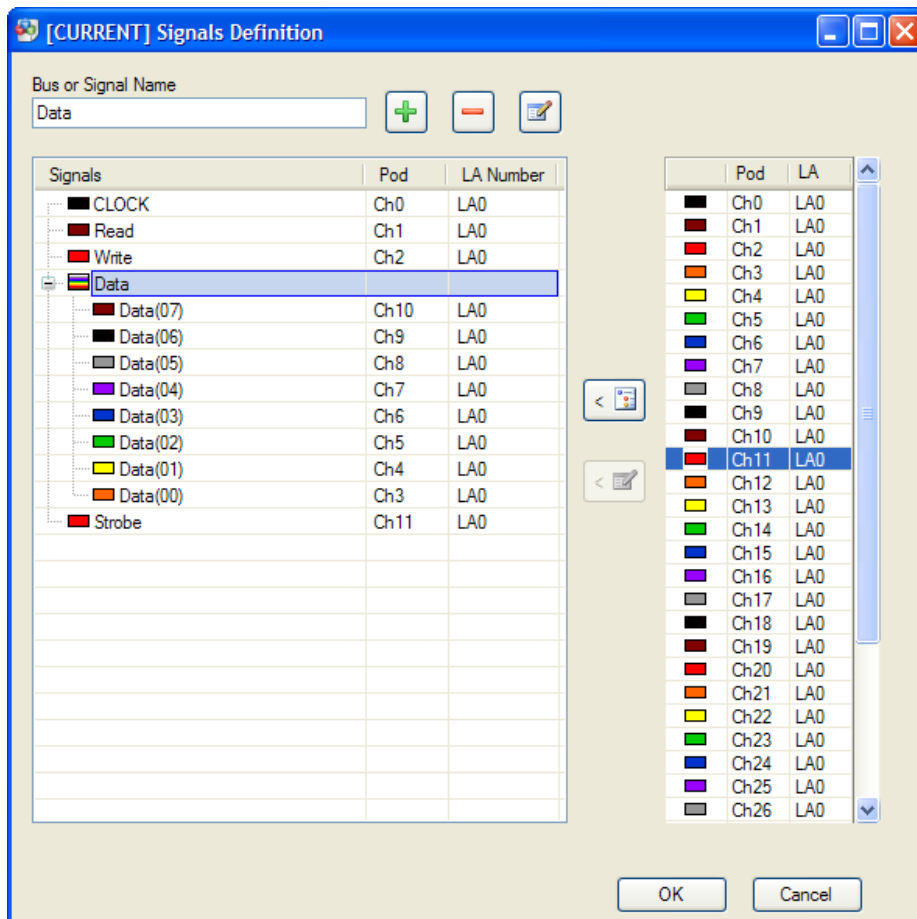 [CURRENT] Signals Definition
Bus or Signal Name
Data
Signals Pod LA Number
CLOCK Ch0 LA0
Read Ch1 LA0
Write Ch2 LA0
Data
Data(07) Ch10 LA0
Data(06) Ch9 LA0
Data(05) Ch8 LA0
Data(04) Ch7 LA0
Data(03) Ch6 LA0
Data(02) Ch5 LA0
Data(01) Ch4 LA0
Data(00) Ch3 LA0
Strobe Ch11 LA0
<
<
Pod LA
Ch0 LA0
Ch1 LA0
Ch2 LA0
Ch3 LA0
Ch4 LA0
Ch5 LA0
Ch6 LA0
Ch7 LA0
Ch8 LA0
Ch9 LA0
Ch10 LA0
Ch11 LA0
Ch12 LA0
Ch13 LA0
Ch14 LA0
Ch15 LA0
Ch16 LA0
Ch17 LA0
Ch18 LA0
Ch19 LA0
Ch20 LA0
Ch21 LA0
Ch22 LA0
Ch23 LA0
Ch24 LA0
Ch25 LA0
Ch26 LA0
OK Cancel